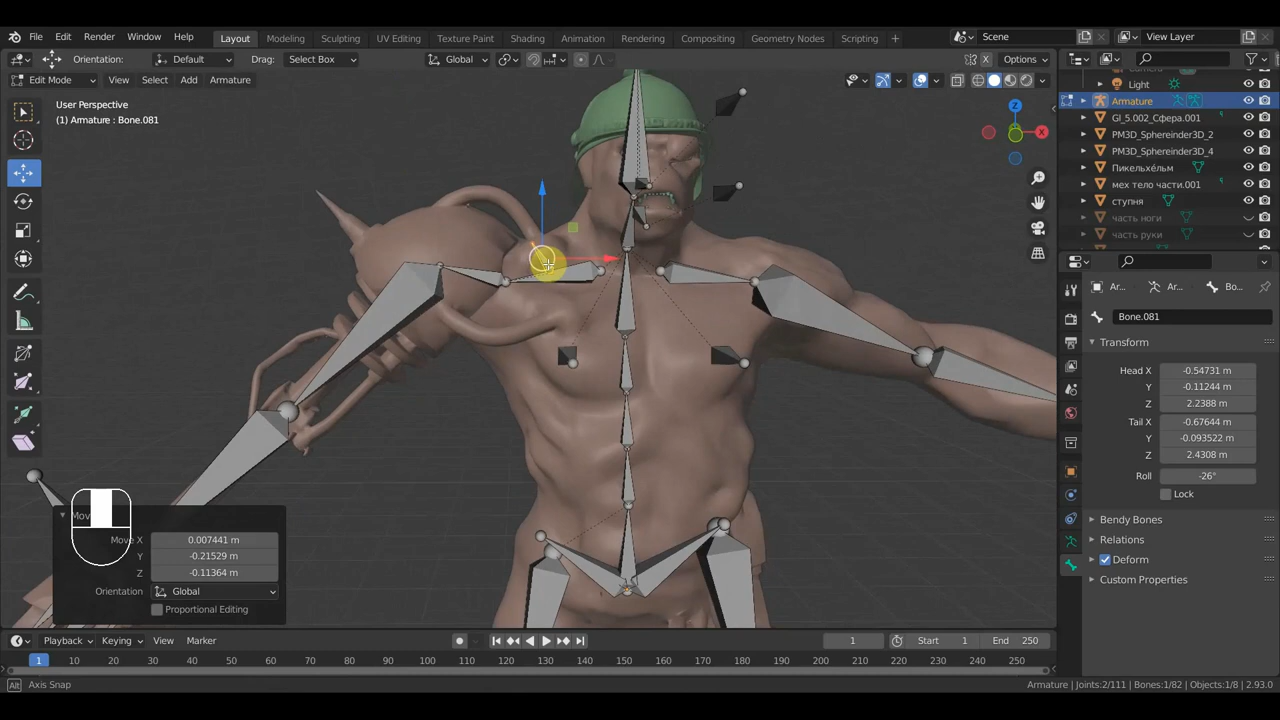 File Edit Render Window Help Layout Modeling Sculpting UV Editing Texture Paint Shading Animation Rendering Compositing Geometry Nodes Scripting + Scene View Layer
Orientation: Default Drag: Select Box Global X Options
Edit Mode View Select Add Armature
User Perspective
(1) Armature : Bone.081
Z
X
Light
Armature
GI_5.002_Сфера.001
PM3D_Sphereinder3D_2
PM3D_Sphereinder3D_4
Пикельхе́льм
мех тело части.001
ступня
часть ноги
часть руки
Ar... Ar... Bo...
Bone.081
Transform
Head X -0.54731 m
Y -0.11244 m
Z 2.2388 m
Tail X -0.67644 m
Y -0.093522 m
Z 2.4308 m
Roll -26°
Lock
Bendy Bones
Relations
Deform
Custom Properties
Move X 0.007441 m
Y -0.21529 m
Z -0.11364 m
Orientation Global
Proportional Editing
Playback Keying View Marker 1 Start 1 End 250
1 10 20 30 40 50 60 70 80 90 100 110 120 130 140 150 160 170 180 190 200 210 220 230 240 250
Alt Axis Snap Armature | Joints:2/111 | Bones:1/82 | Objects:1/8 | 2.93.0